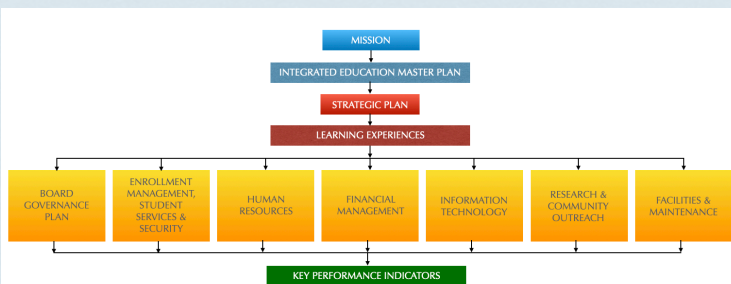 MISSION
INTEGRATED EDUCATION MASTER PLAN
STRATEGIC PLAN
LEARNING EXPERIENCES
BOARD
GOVERNANCE
PLAN
ENROLLMENT
MANAGEMENT,
STUDENT
SERVICES &
SECURITY
HUMAN
RESOURCES
FINANCIAL
MANAGEMENT
INFORMATION
TECHNOLOGY
RESEARCH &
COMMUNITY
OUTREACH
FACILITIES &
MAINTENANCE
KEY PERFORMANCE INDICATORS